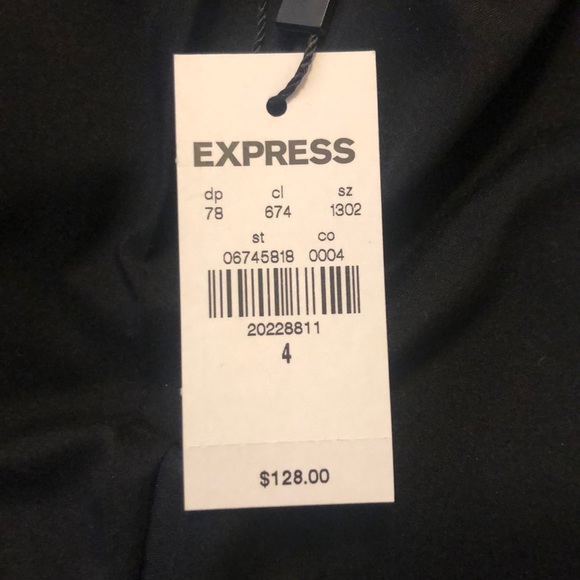 EXPRESS
dp cl sz
78 674 1302
st co
06745818 0004
20228811
4
$128.00